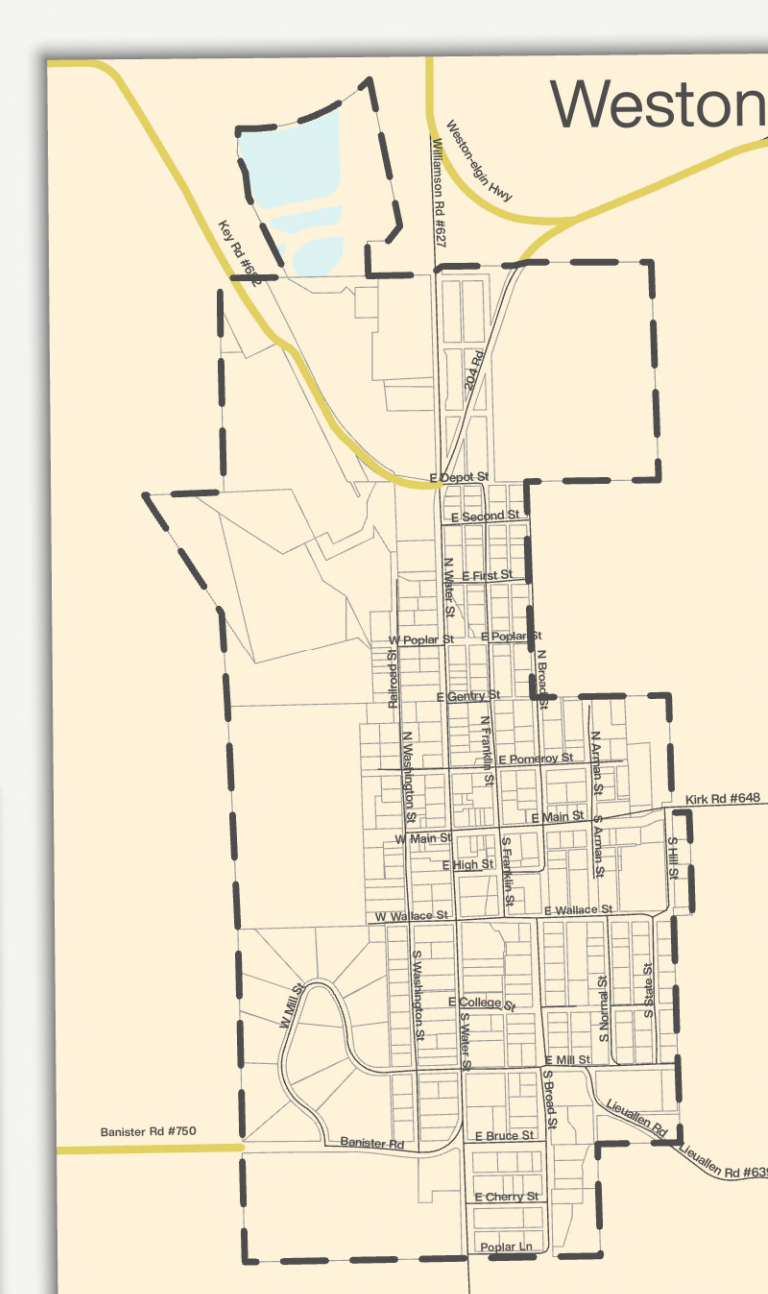 Weston
Weston-elgin Hwy
Williamson Rd #627
Key Rd #6 2
204 Rd
E Depot St
E Second St
N Water St
E First St
W Poplar St
E Poplar St
Railroad St
N Broad St
E Gentry St
N Franklin St
N Washington St
N Arman St
E Pomeroy St
Kirk Rd #648
E Main St
W Main St
S Arman St
S Franklin St
S Hill St
E High St
W Wallace St
E Wallace St
S Washington St
S State St
S Normal St
W Mill St
E College St
S Water St
E Mill St
S Broad St
Lieuallen Rd
Banister Rd #750
E Bruce St
Banister Rd
Lieuallen Rd #639
E Cherry St
Poplar Ln